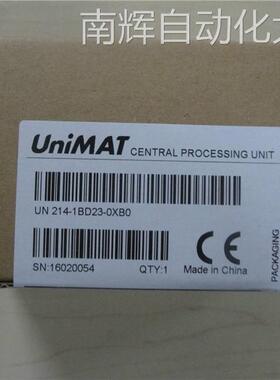 南辉自动化
UniMAT CENTRAL PROCESSING UNIT
UN 214-1BD23-0XB0
SN:16020054 QTY:1 Made in China
CE
PACKAGING